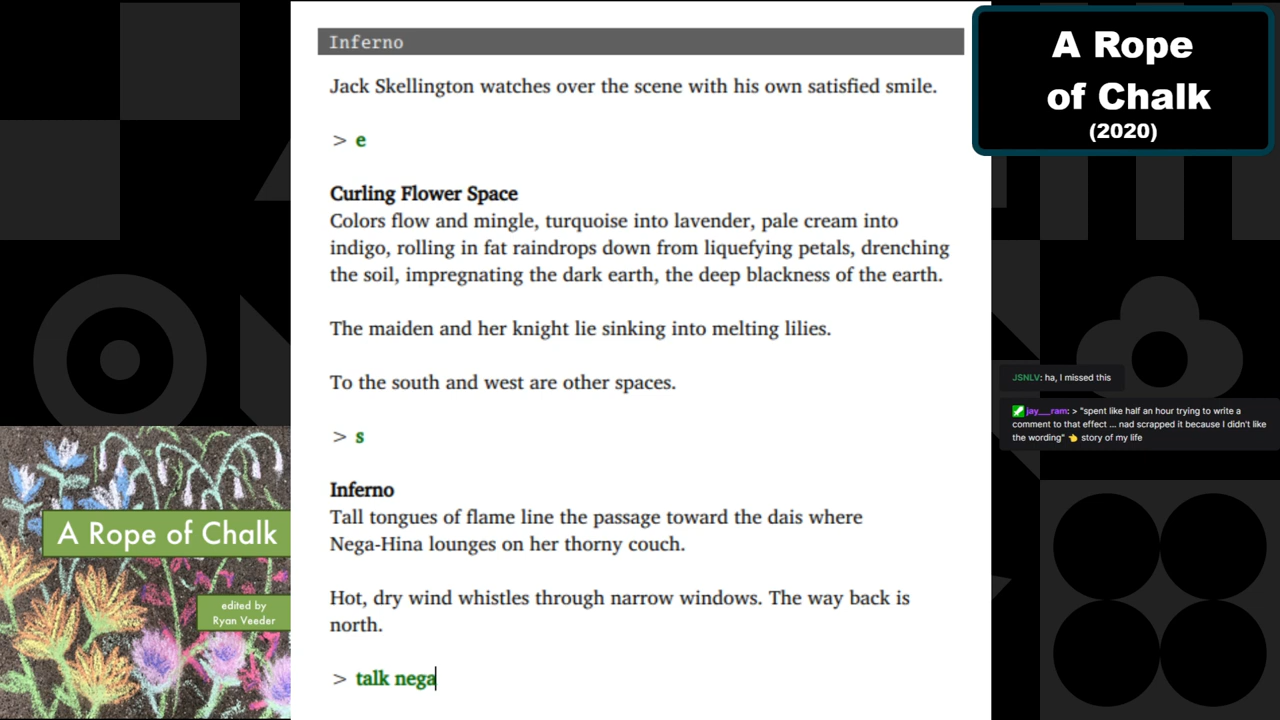 Inferno
Jack Skellington watches over the scene with his own satisfied smile.
> e
Curling Flower Space
Colors flow and mingle, turquoise into lavender, pale cream into
indigo, rolling in fat raindrops down from liquefying petals, drenching
the soil, impregnating the dark earth, the deep blackness of the earth.
The maiden and her knight lie sinking into melting lilies.
To the south and west are other spaces.
> s
Inferno
Tall tongues of flame line the passage toward the dais where
Nega-Hina lounges on her thorny couch.
Hot, dry wind whistles through narrow windows. The way back is
north.
> talk nega
A Rope
of Chalk
(2020)
JSNLV: ha, I missed this
jay__ram: > "spent like half an hour trying to write a
comment to that effect ... nad scrapped it because I didn't like
the wording" 👈 story of my life
A Rope of Chalk
edited by
Ryan Veeder